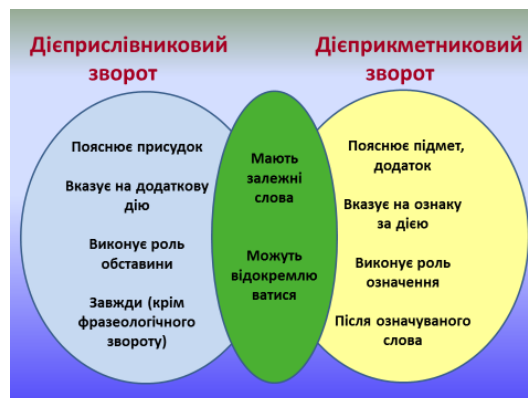 Дієприслівниковий
зворот
Дієприкметниковий
зворот
Пояснює присудок
Вказує на додаткову
дію
Виконує роль
обставини
Завжди (крім
фразеологічного
звороту)
Мають
залежні
слова
Можуть
відокремлю
ватися
Пояснює підмет,
додаток
Вказує на ознаку
за дією
Виконує роль
означення
Після означуваного
слова